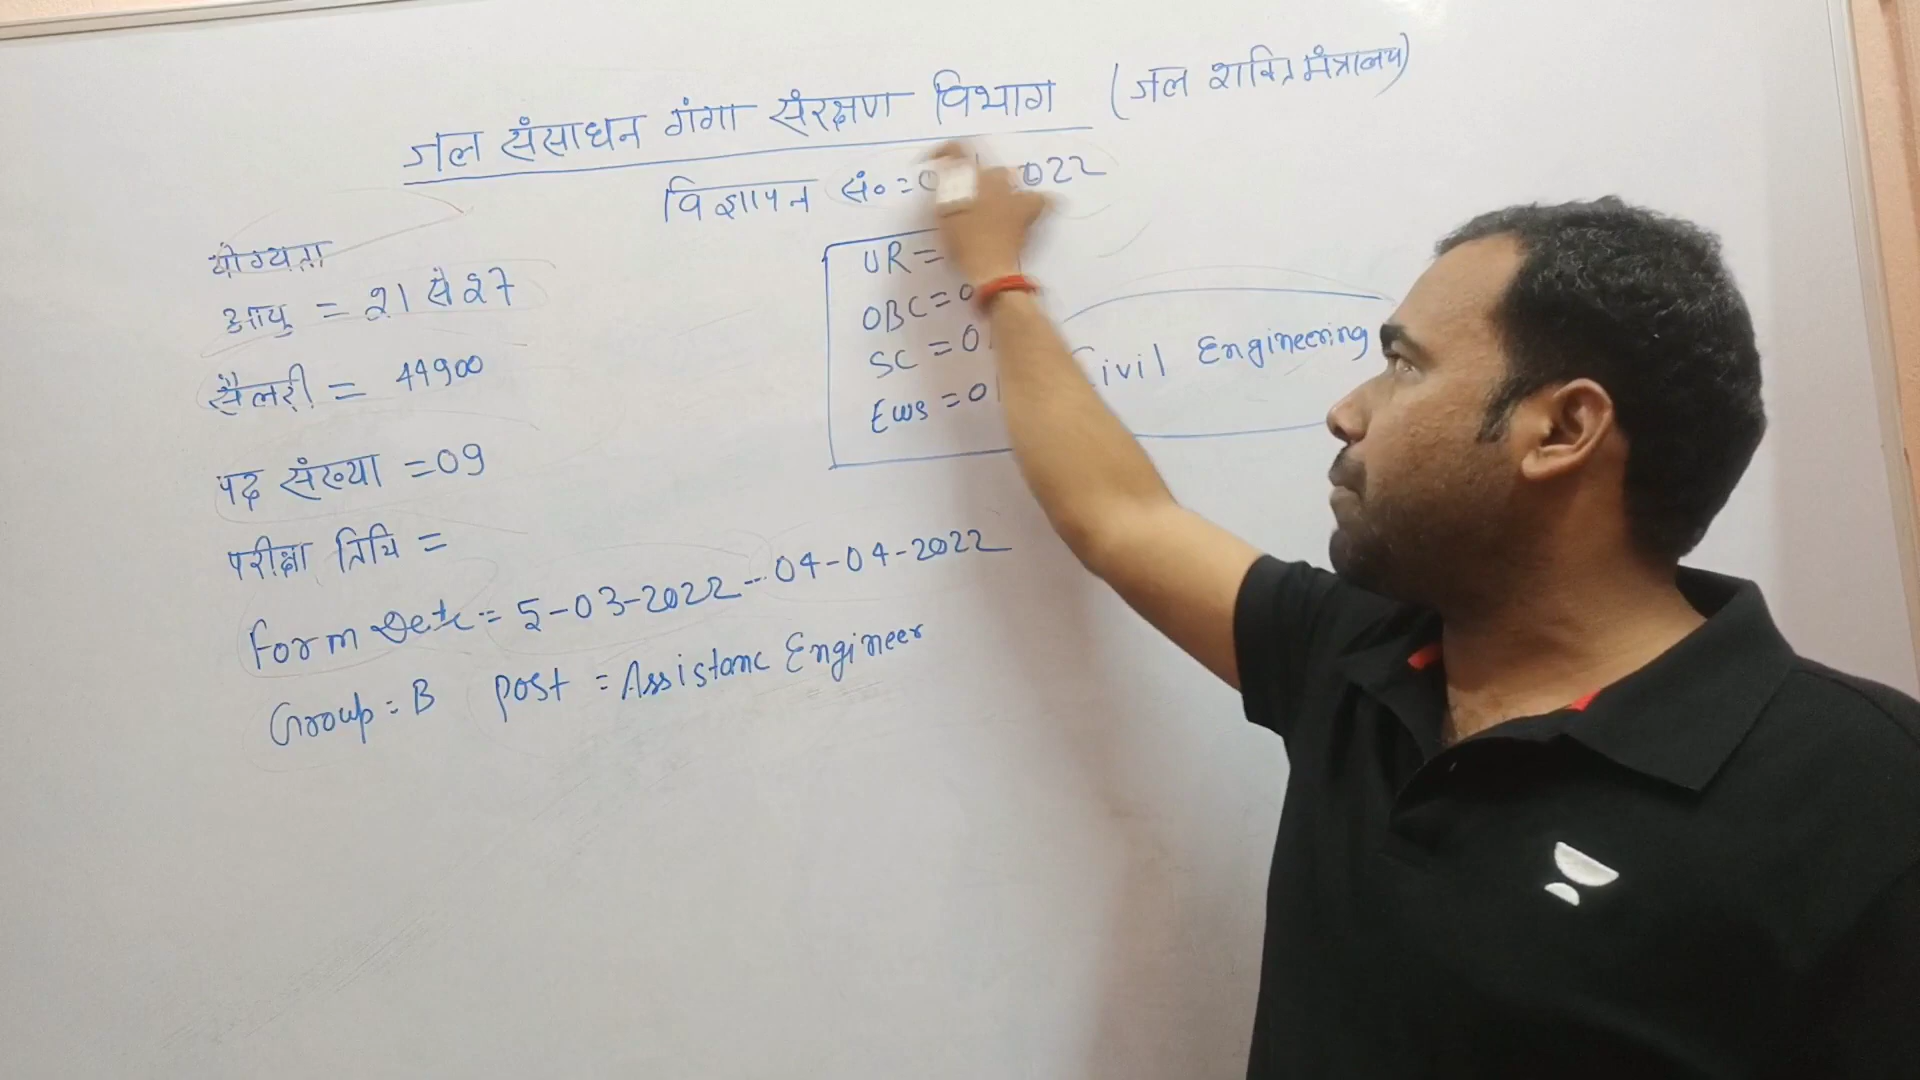 जल संसाधन गंगा संरक्षण विभाग (जल शक्ति मंत्रालय)
विज्ञापन सं० = 0 022
योग्यता
आयु = 21 से 27
सैलरी = 44900
पद संख्या = 09
परीक्षा तिथि =
Form = 5-03-2022 - 04-04-2022
Group = B Post = Assistanc Engineer
UR =
OBC = 0
SC = 0
EWS = 01
Civil Engineering